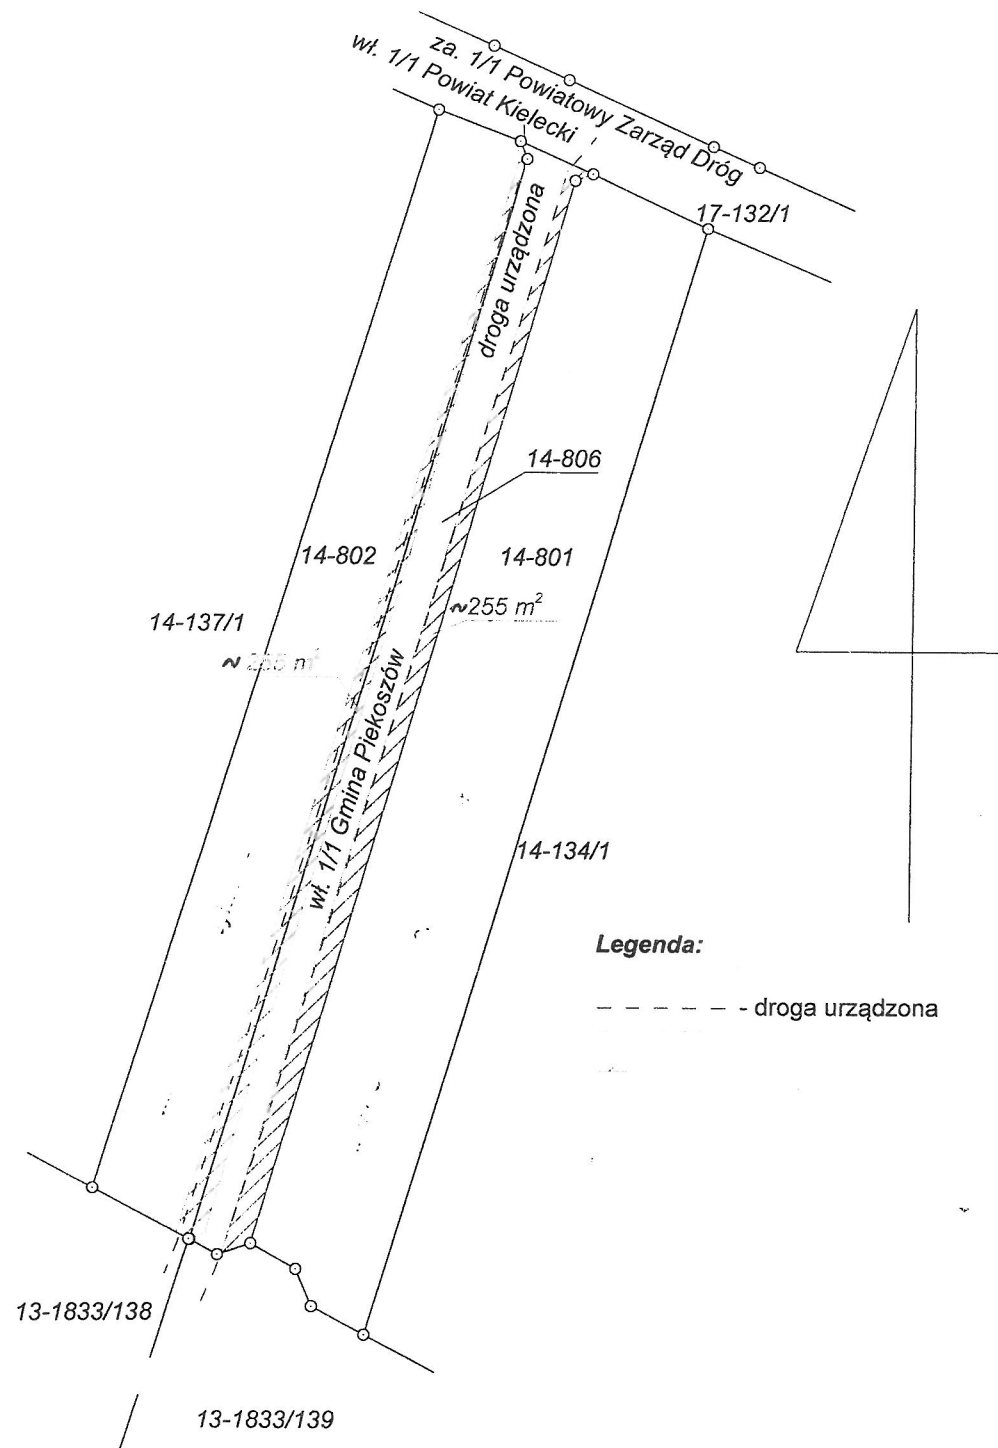 za. 1/1 Powiatowy Zarząd Dróg
wł. 1/1 Powiat Kielecki
17-132/1
droga urządzona
14-806
14-802
14-801
~255 m²
14-137/1
~ m²
wł. 1/1 Gmina Piekoszów
14-134/1
Legenda:
- droga urządzona
13-1833/138
13-1833/139